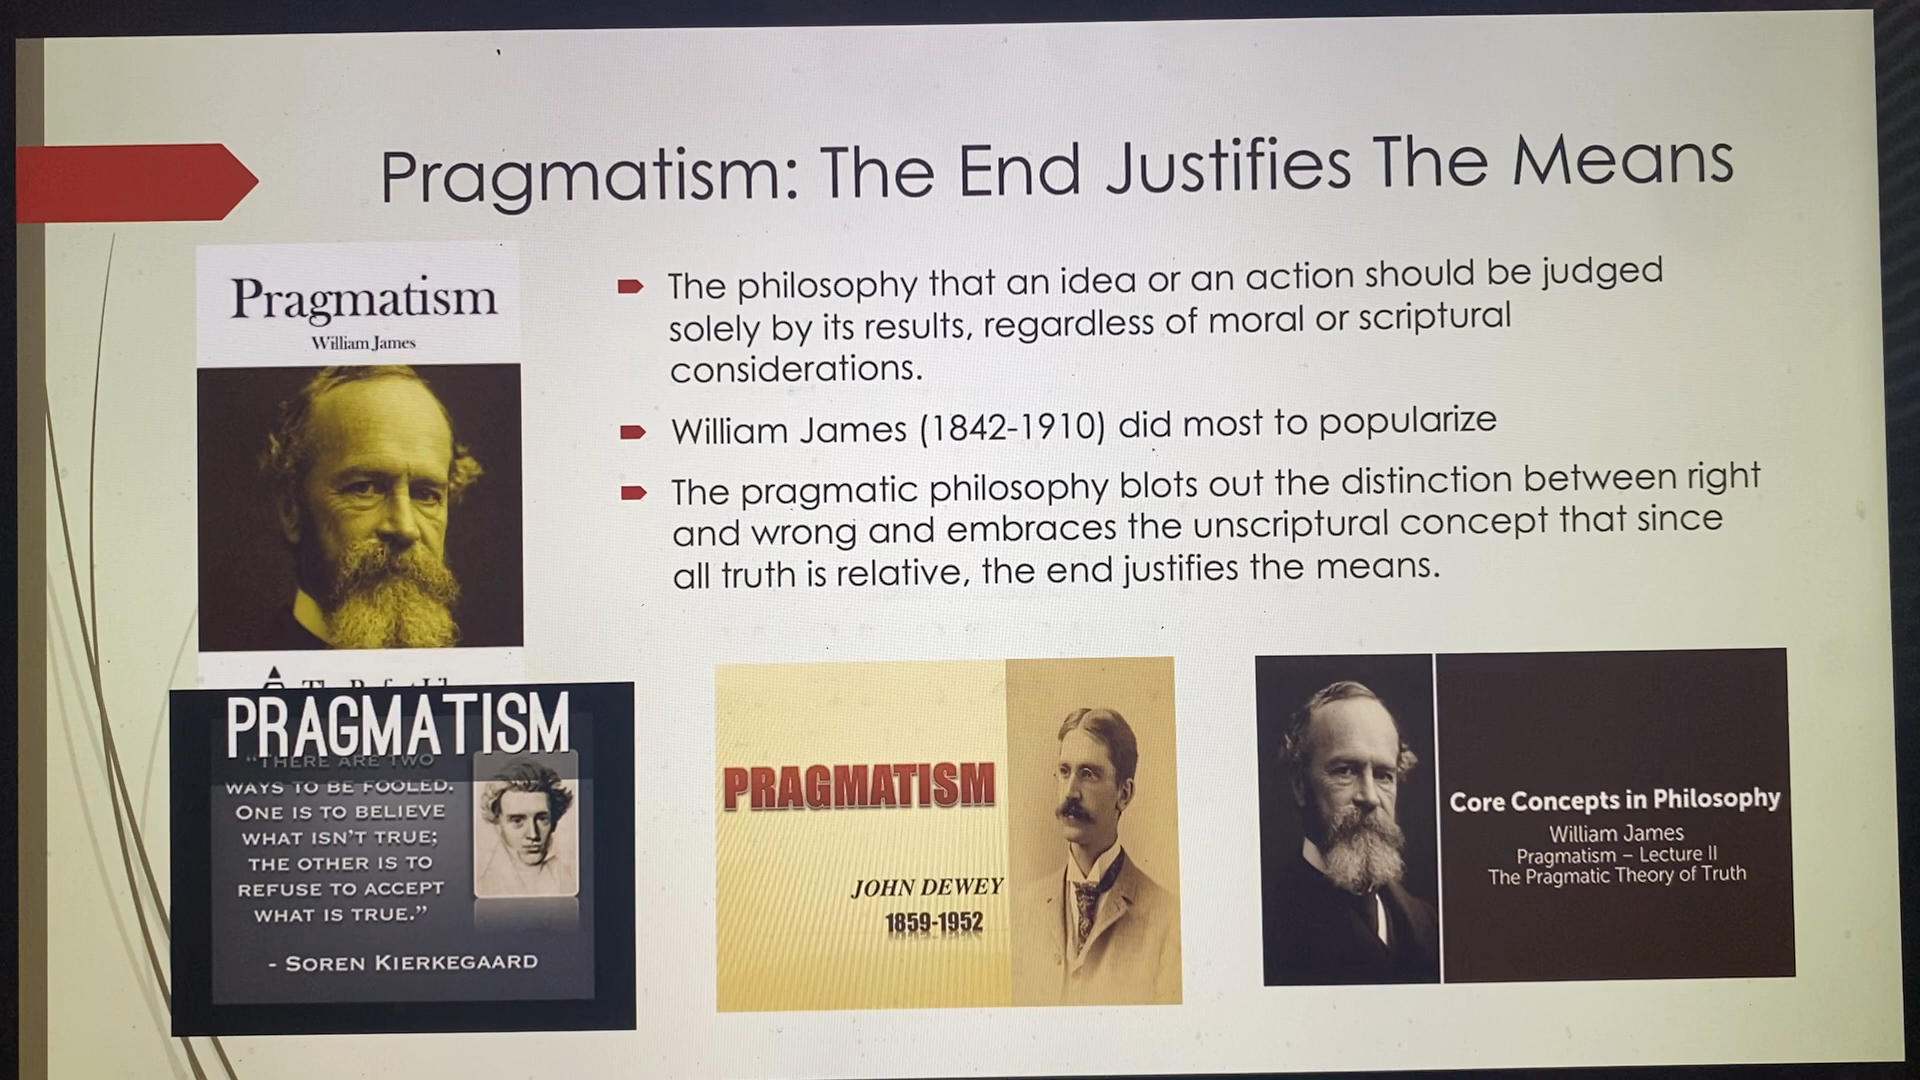 Pragmatism: The End Justifies The Means
Pragmatism
William James
The philosophy that an idea or an action should be judged
solely by its results, regardless of moral or scriptural
considerations.
William James (1842-1910) did most to popularize
The pragmatic philosophy blots out the distinction between right
and wrong and embraces the unscriptural concept that since
all truth is relative, the end justifies the means.
PRAGMATISM
"THERE ARE TWO
WAYS TO BE FOOLED.
ONE IS TO BELIEVE
WHAT ISN'T TRUE;
THE OTHER IS TO
REFUSE TO ACCEPT
WHAT IS TRUE."
- SOREN KIERKEGAARD
PRAGMATISM
JOHN DEWEY
1859-1952
Core Concepts in Philosophy
William James
Pragmatism – Lecture II
The Pragmatic Theory of Truth